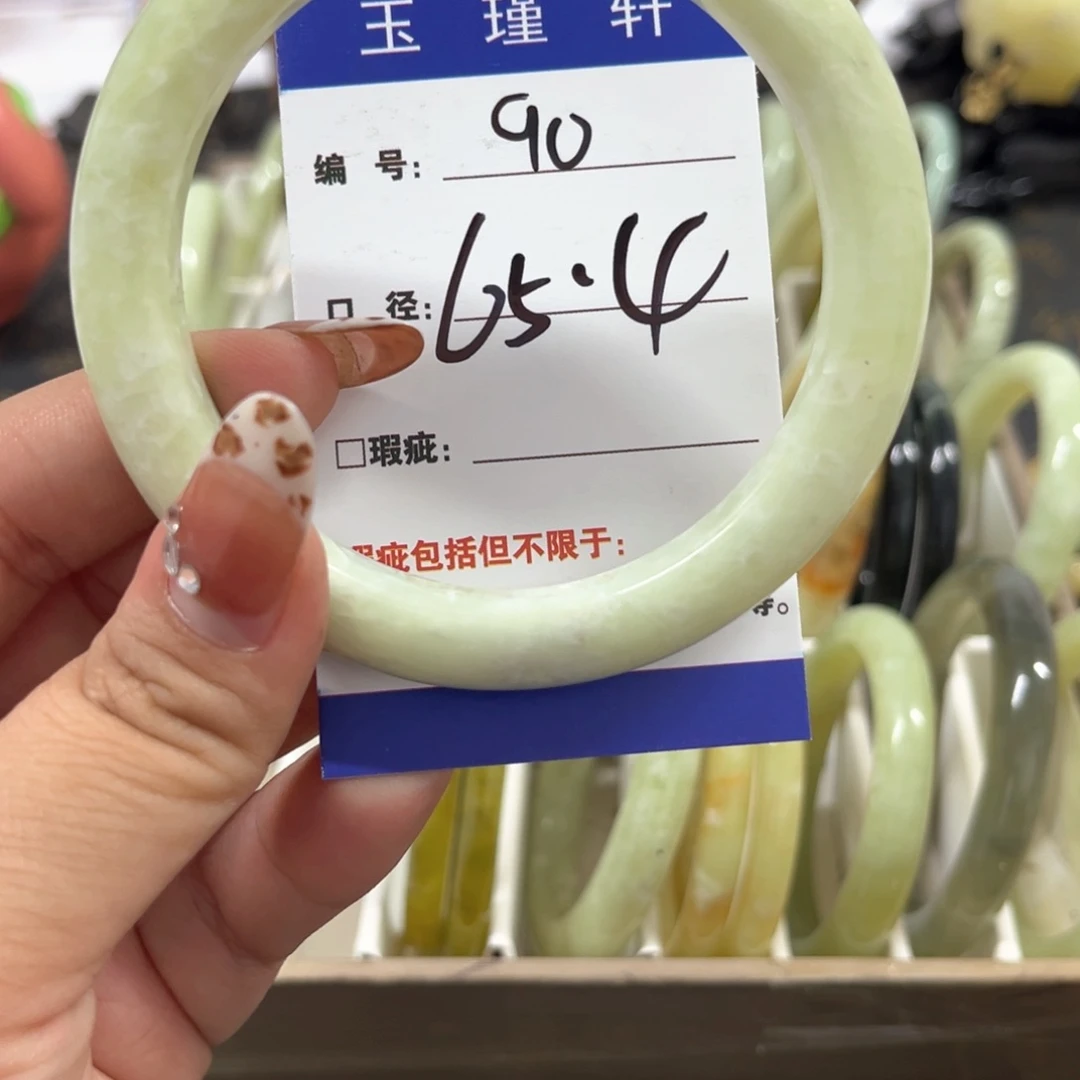 玉瑾轩
编号: 90
口径: 65.4
□瑕疵:
瑕疵包括但不限于:
等。